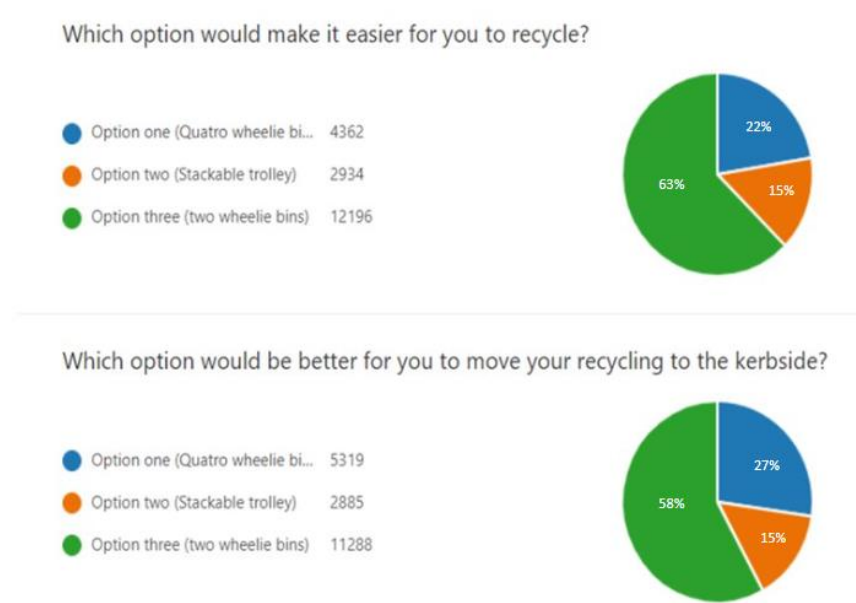 Which option would make it easier for you to recycle?
Option one (Quatro wheelie bi... 4362
Option two (Stackable trolley) 2934
Option three (two wheelie bins) 12196
22%
63%
15%
Which option would be better for you to move your recycling to the kerbside?
Option one (Quatro wheelie bi... 5319
Option two (Stackable trolley) 2885
Option three (two wheelie bins) 11288
27%
58%
15%